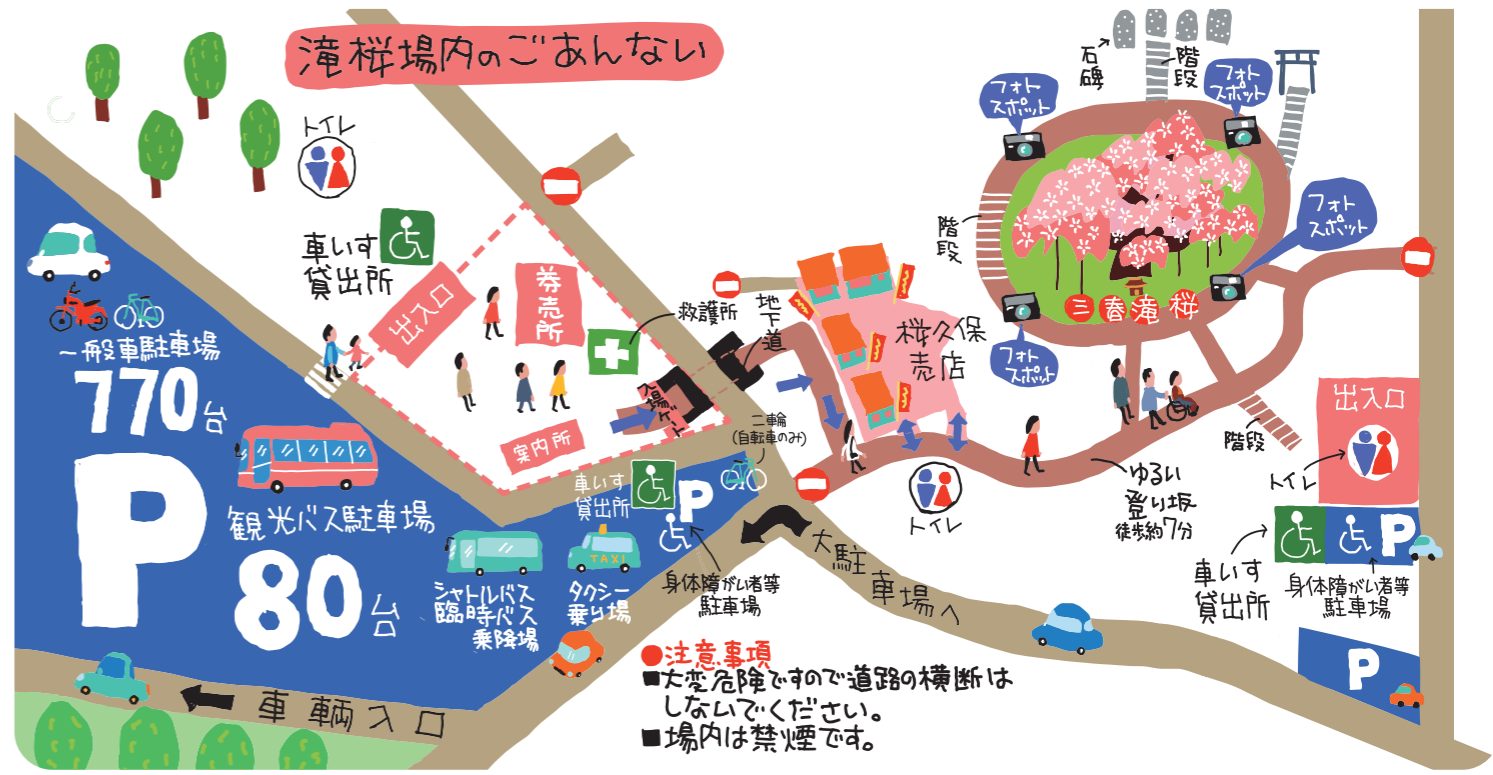 滝桜場内のごあんない
トイレ
車いす
貸出所
出入口
券売所
救護所
地下道
入場ゲート
案内所
一般車駐車場
770台
P
観光バス駐車場
80台
シャトルバス
臨時バス
乗降場
TAXI
タクシー
乗り場
車いす
貸出所
P
身体障がい者等
駐車場
二輪
(自転車のみ)
車輌入口
大駐車場へ
桜久保
売店
トイレ
ゆるい
登り坂
徒歩約7分
階段
石碑
階段
フォト
スポット
フォト
スポット
フォト
スポット
フォト
スポット
階段
三春滝桜
出入口
トイレ
車いす
貸出所
P
身体障がい者等
駐車場
P
●注意事項
■大変危険ですので道路の横断は
しないでください。
■場内は禁煙です。